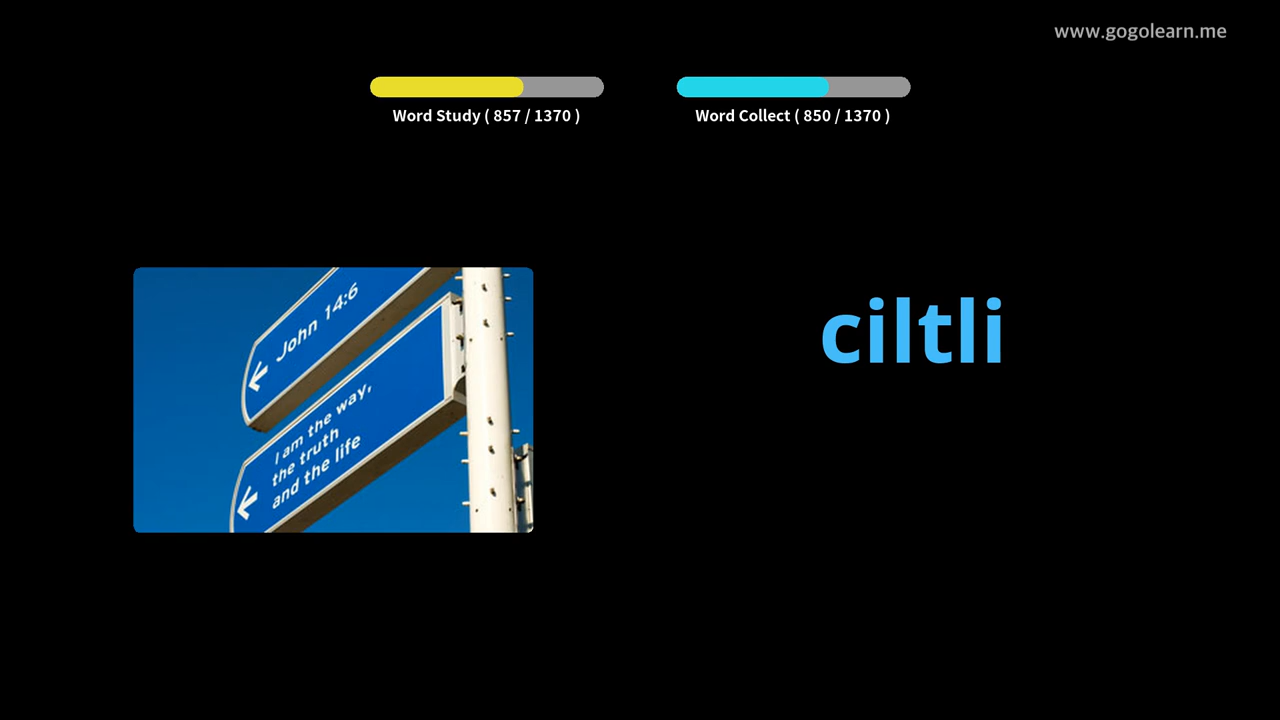 www.gogolearn.me
Word Study ( 857 / 1370 )
Word Collect ( 850 / 1370 )
John 14:6
I am the way,
the truth
and the life
ciltli